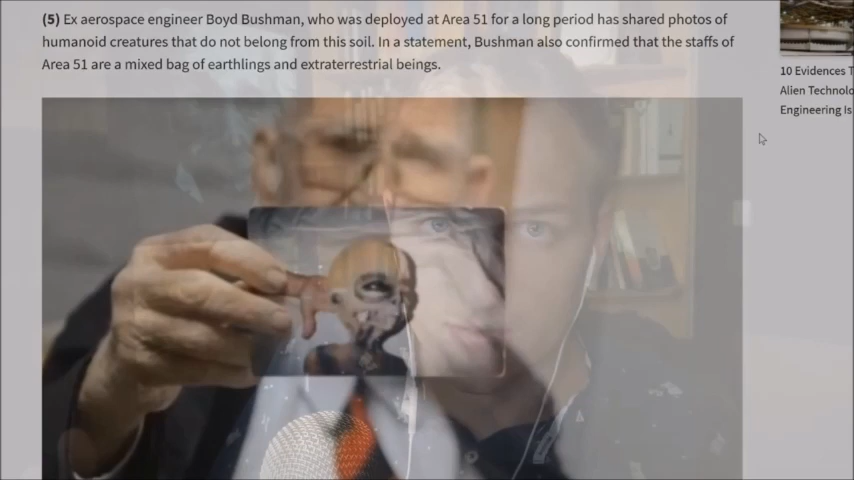 (5) Ex aerospace engineer Boyd Bushman, who was deployed at Area 51 for a long period has shared photos of
humanoid creatures that do not belong from this soil. In a statement, Bushman also confirmed that the staffs of
Area 51 are a mixed bag of earthlings and extraterrestrial beings.
10 Evidences T
Alien Technolo
Engineering Is